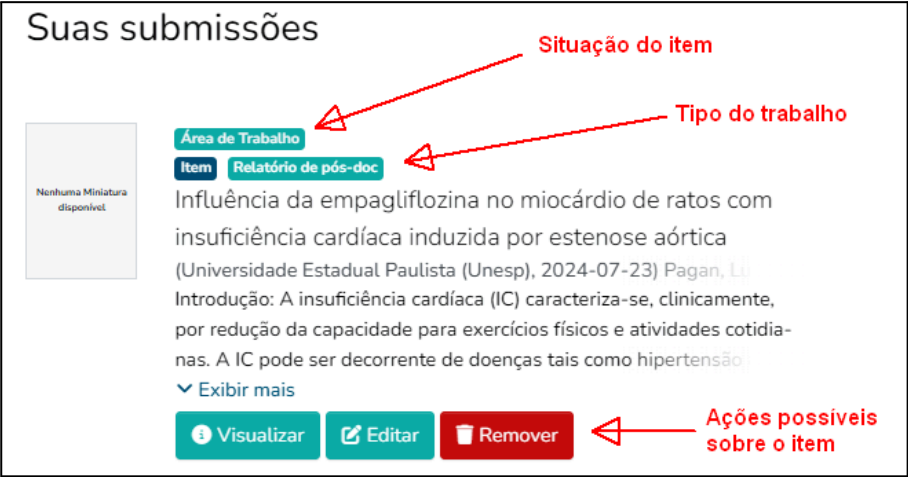 Suas submissões
Situação do item
Tipo do trabalho
Nenhuma Miniatura
disponível
Área de Trabalho
Item Relatório de pós-doc
Influência da empagliflozina no miocárdio de ratos com
insuficiência cardíaca induzida por estenose aórtica
(Universidade Estadual Paulista (Unesp), 2024-07-23) Pagan,
Introdução: A insuficiência cardíaca (IC) caracteriza-se, clinicamente,
por redução da capacidade para exercícios físicos e atividades cotidia-
nas. A IC pode ser decorrente de doenças tais como hipertensão
Exibir mais
Visualizar Editar Remover
Ações possíveis
sobre o item